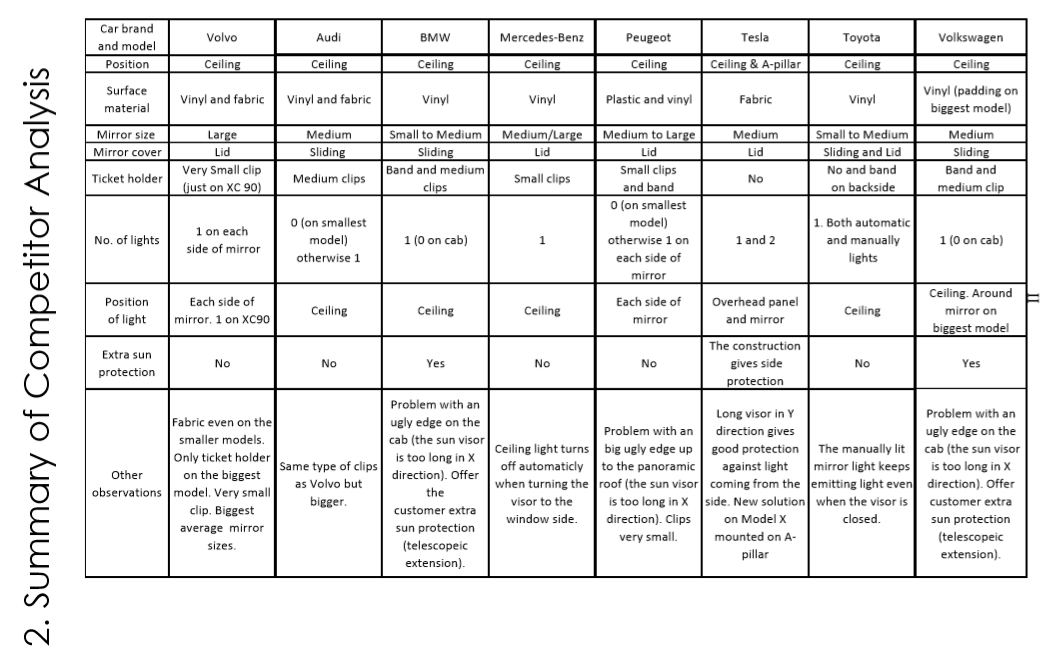 2. Summary of Competitor Analysis
Car brand and model | Volvo | Audi | BMW | Mercedes-Benz | Peugeot | Tesla | Toyota | Volkswagen
Position | Ceiling | Ceiling | Ceiling | Ceiling | Ceiling | Ceiling & A-pillar | Ceiling | Ceiling
Surface material | Vinyl and fabric | Vinyl and fabric | Vinyl | Vinyl | Plastic and vinyl | Fabric | Vinyl | Vinyl (padding on biggest model)
Mirror size | Large | Medium | Small to Medium | Medium/Large | Medium to Large | Medium | Small to Medium | Medium
Mirror cover | Lid | Sliding | Sliding | Lid | Lid | Lid | Sliding and Lid | Sliding
Ticket holder | Very Small clip (just on XC 90) | Medium clips | Band and medium clips | Small clips | Small clips and band | No | No and band on backside | Band and medium clip
No. of lights | 1 on each side of mirror | 0 (on smallest model) otherwise 1 | 1 (0 on cab) | 1 | 0 (on smallest model) otherwise 1 on each side of mirror | 1 and 2 | 1. Both automatic and manually lights | 1 (0 on cab)
Position of light | Each side of mirror. 1 on XC90 | Ceiling | Ceiling | Ceiling | Each side of mirror | Overhead panel and mirror | Ceiling | Ceiling. Around mirror on biggest model
II
Extra sun protection | No | No | Yes | No | No | The construction gives side protection | No | Yes
Other observations | Fabric even on the smaller models. Only ticket holder on the biggest model. Very small clip. Biggest average mirror sizes. | Same type of clips as Volvo but bigger. | Problem with an ugly edge on the cab (the sun visor is too long in X direction). Offer the customer extra sun protection (telescopeic extension). | Ceiling light turns off automaticly when turning the visor to the window side. | Problem with an big ugly edge up to the panoramic roof (the sun visor is too long in X direction). Clips very small. | Long visor in Y direction gives good protection against light coming from the side. New solution on Model X mounted on A-pillar | The manually lit mirror light keeps emitting light even when the visor is closed. | Problem with an ugly edge on the cab (the sun visor is too long in X direction). Offer customer extra sun protection (telescopeic extension).